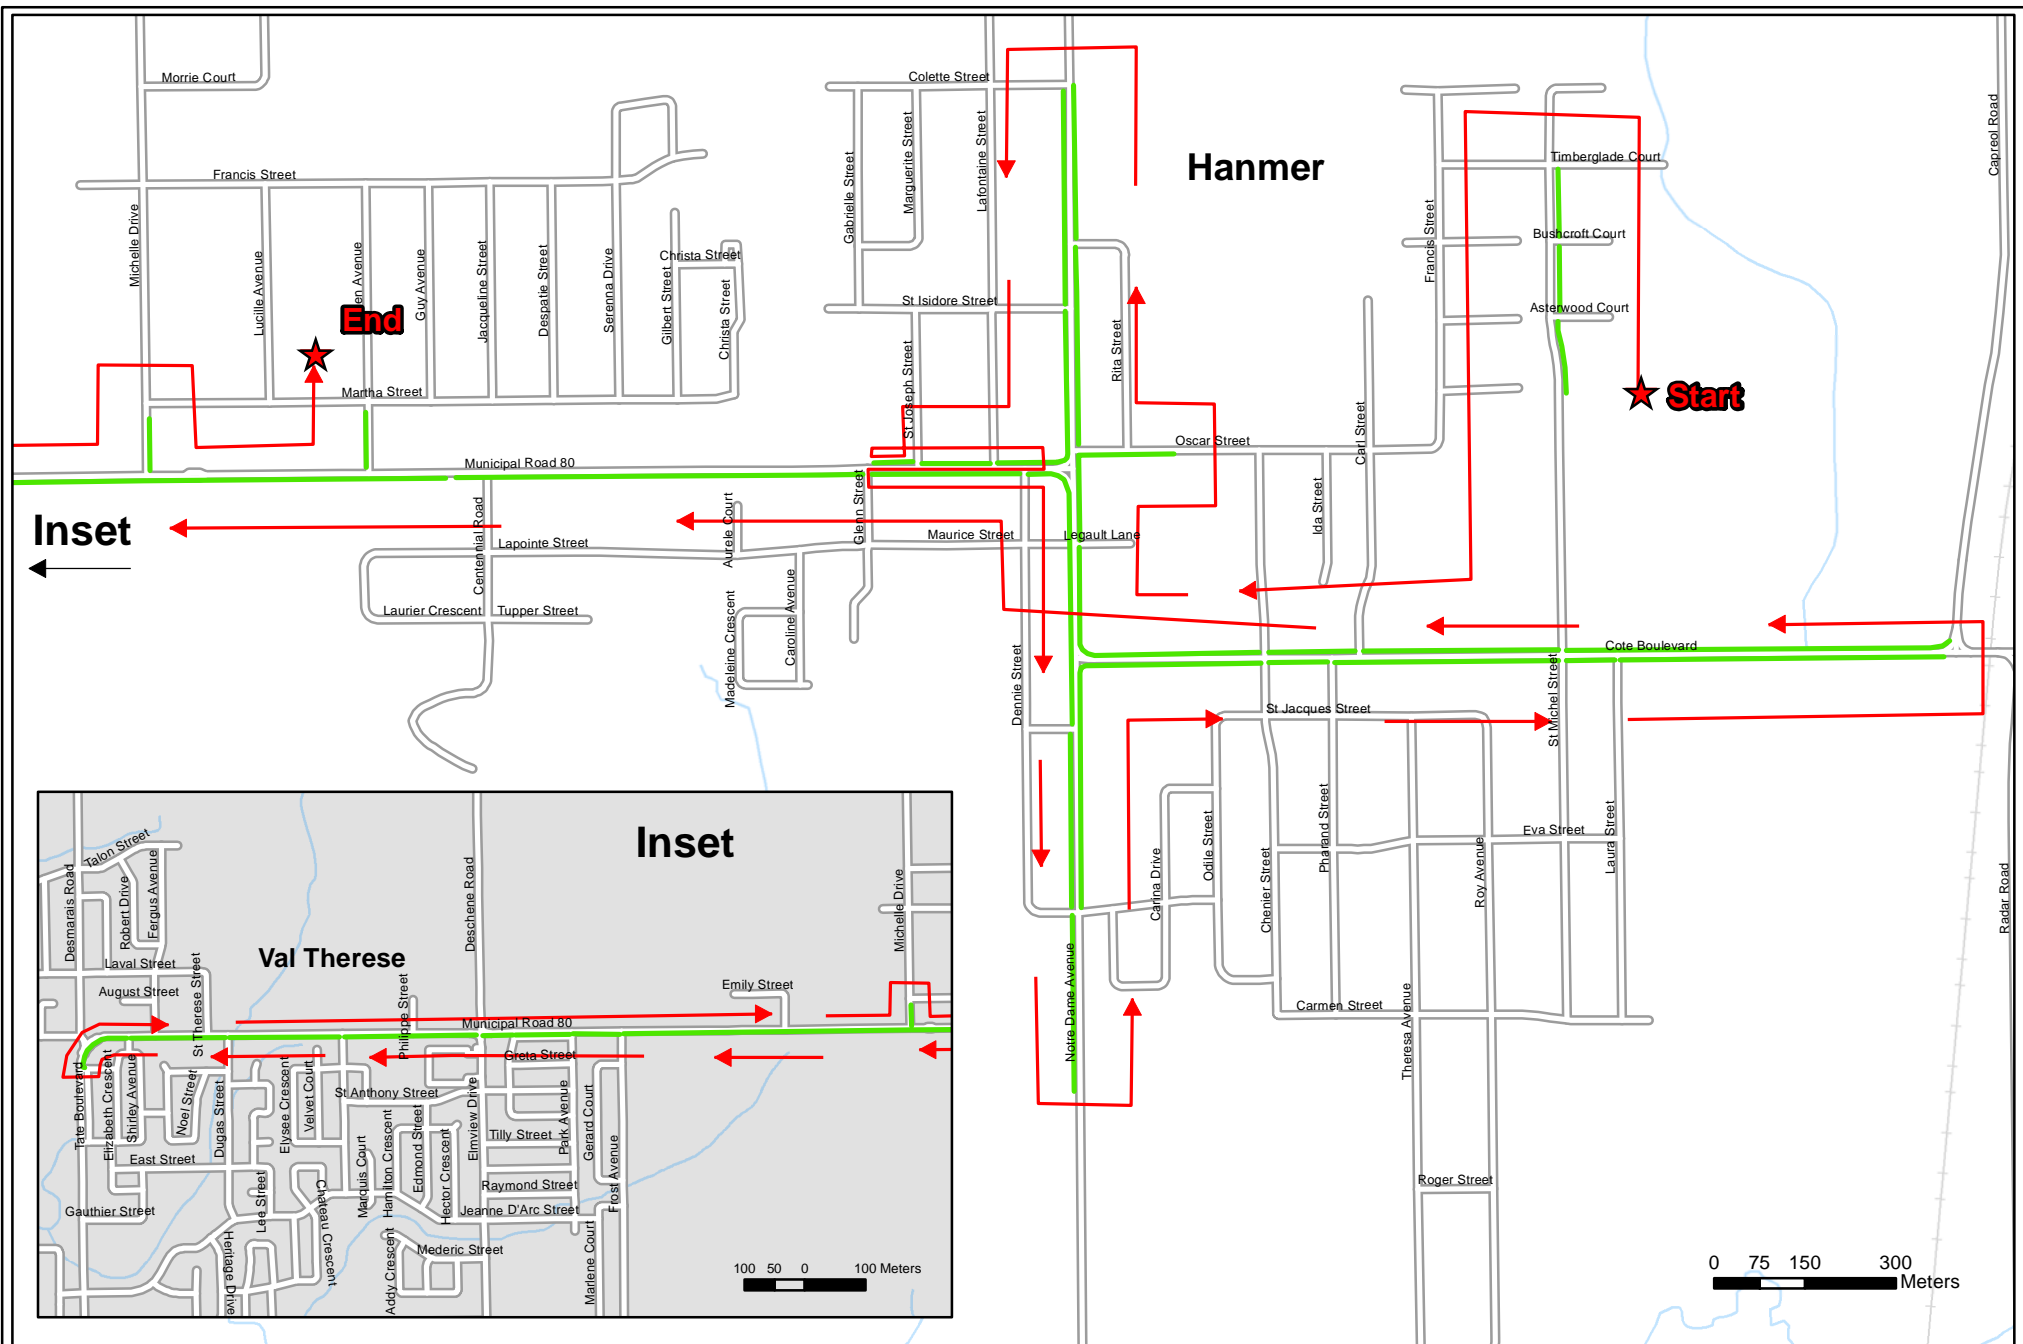 Morrie Court
Colette Street
Hanmer
Timberglade Court
Capreol Road
Francis Street
Michelle Drive
Lucille Avenue
Guy Avenue
Jacqueline Street
Despatie Street
Serenna Drive
Gilbert Street
Christa Street
Christa Street
Gabrielle Street
Marguerite Street
Lafontaine Street
Francis Street
Bushcroft Court
Asterwood Court
St Isidore Street
End
Martha Street
St Joseph Street
Rita Street
Carl Street
Start
Municipal Road 80
Oscar Street
Inset
Centennial Road
Aurele Court
Glenn Street
Maurice Street
Legault Lane
Ida Street
Lapointe Street
Laurier Crescent
Tupper Street
Madeleine Crescent
Caroline Avenue
Dennie Street
Cote Boulevard
St Michel Street
St Jacques Street
Odile Street
Carina Drive
Chenier Street
Pharand Street
Roy Avenue
Eva Street
Laura Street
Radar Road
Notre Dame Avenue
Carmen Street
Theresa Avenue
Roger Street
Inset
Talon Street
Desmarais Road
Robert Drive
Fergus Avenue
Deschene Road
Michelle Drive
Val Therese
Laval Street
August Street
St Therese Street
Philippe Street
Emily Street
Municipal Road 80
Greta Street
Tate Boulevard
Elizabeth Crescent
Shirley Avenue
Noel Street
Dugas Street
Elysee Crescent
Velvet Court
St Anthony Street
Marquis Court
Hamilton Crescent
Edmond Street
Hector Crescent
Elmview Drive
Tilly Street
Park Avenue
Gerard Court
Frost Avenue
East Street
Lee Street
Chateau Crescent
Raymond Street
Gauthier Street
Jeanne D'Arc Street
Heritage Drive
Addy Crescent
Mederic Street
Marlene Court
100 50 0 100 Meters
0 75 150 300
Meters